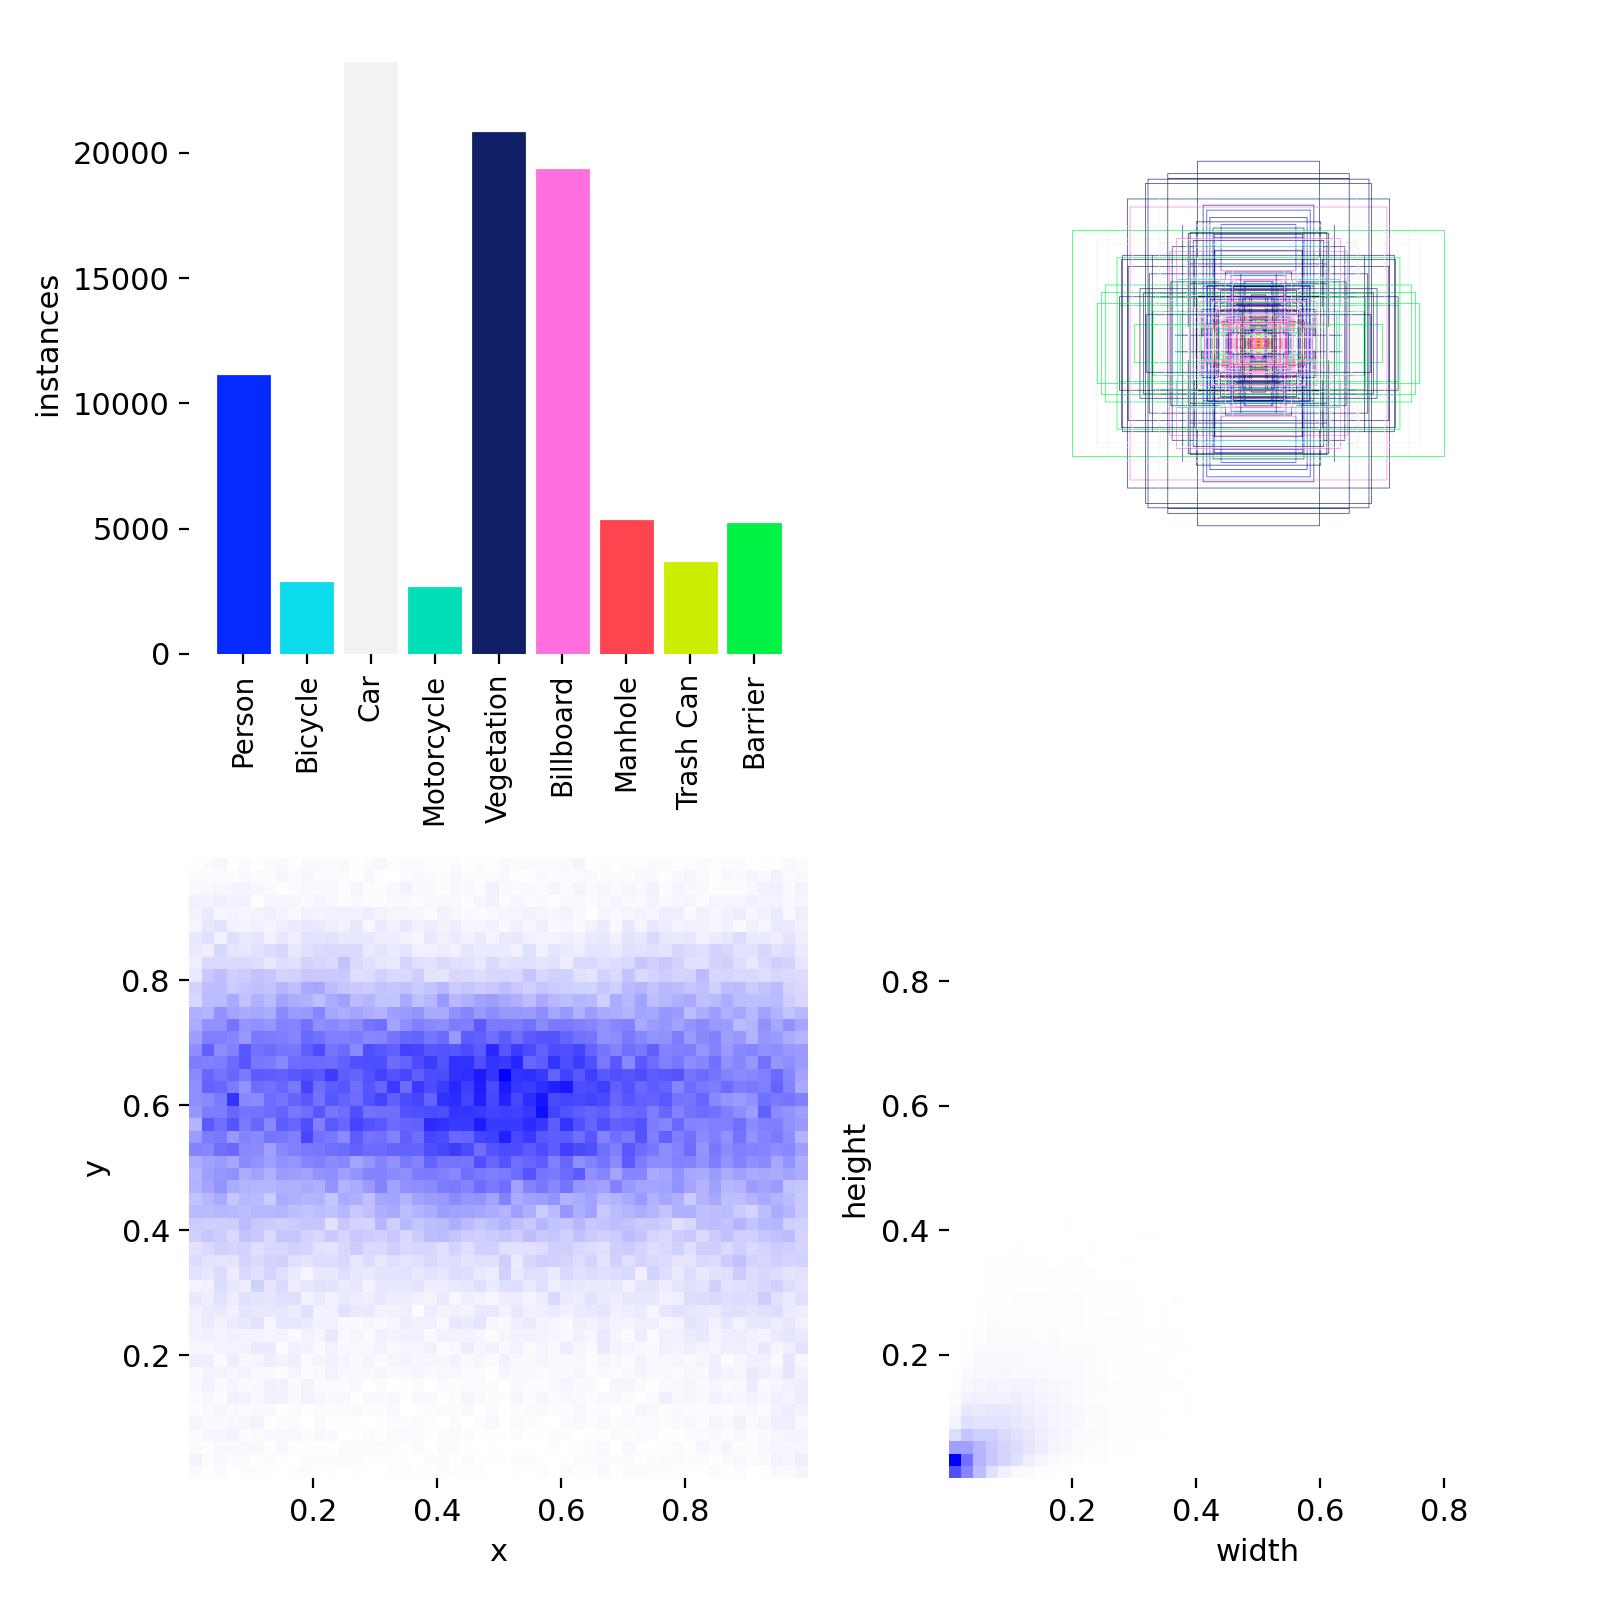 instances
20000
15000
10000
5000
0
Person
Bicycle
Car
Motorcycle
Vegetation
Billboard
Manhole
Trash Can
Barrier
y
0.8
0.6
0.4
0.2
0.2 0.4 0.6 0.8
x
height
0.8
0.6
0.4
0.2
0.2 0.4 0.6 0.8
width